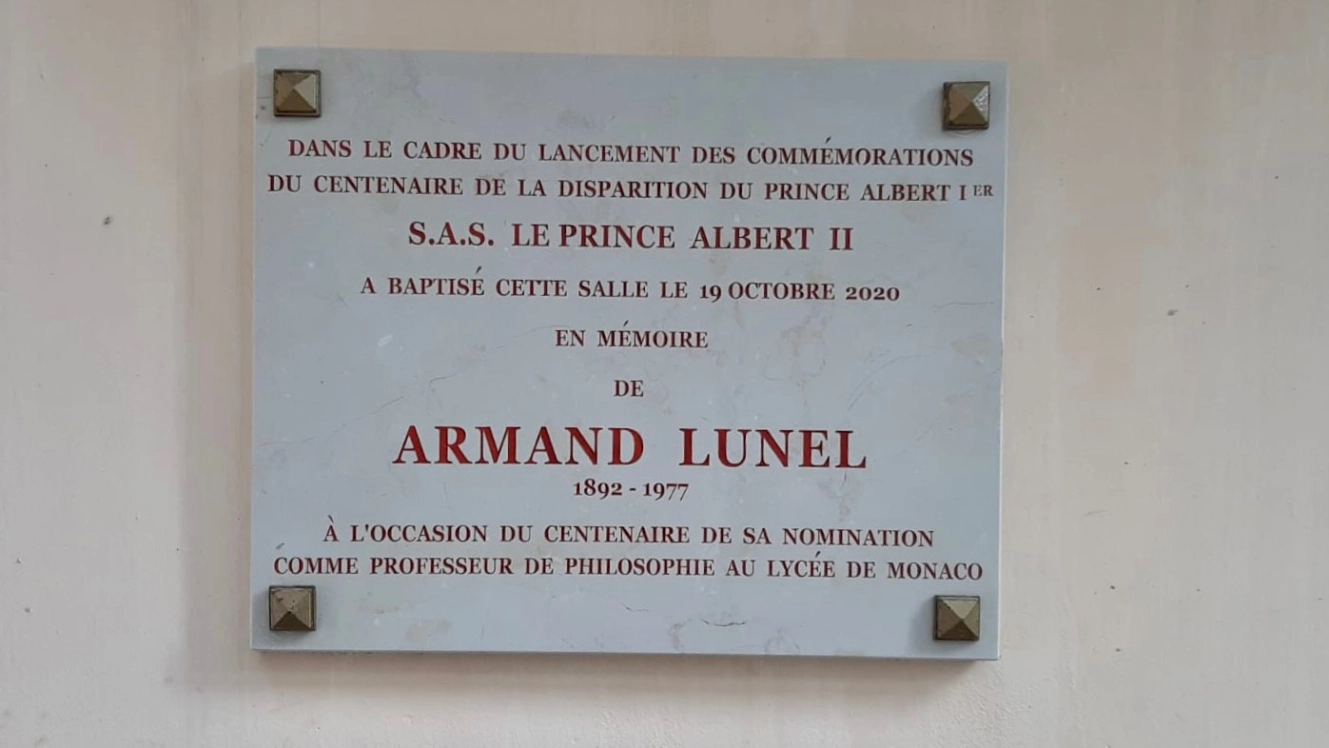 DANS LE CADRE DU LANCEMENT DES COMMÉMORATIONS
DU CENTENAIRE DE LA DISPARITION DU PRINCE ALBERT I ER
S.A.S. LE PRINCE ALBERT II
A BAPTISÉ CETTE SALLE LE 19 OCTOBRE 2020
EN MÉMOIRE
DE
ARMAND LUNEL
1892 - 1977
À L'OCCASION DU CENTENAIRE DE SA NOMINATION
COMME PROFESSEUR DE PHILOSOPHIE AU LYCÉE DE MONACO